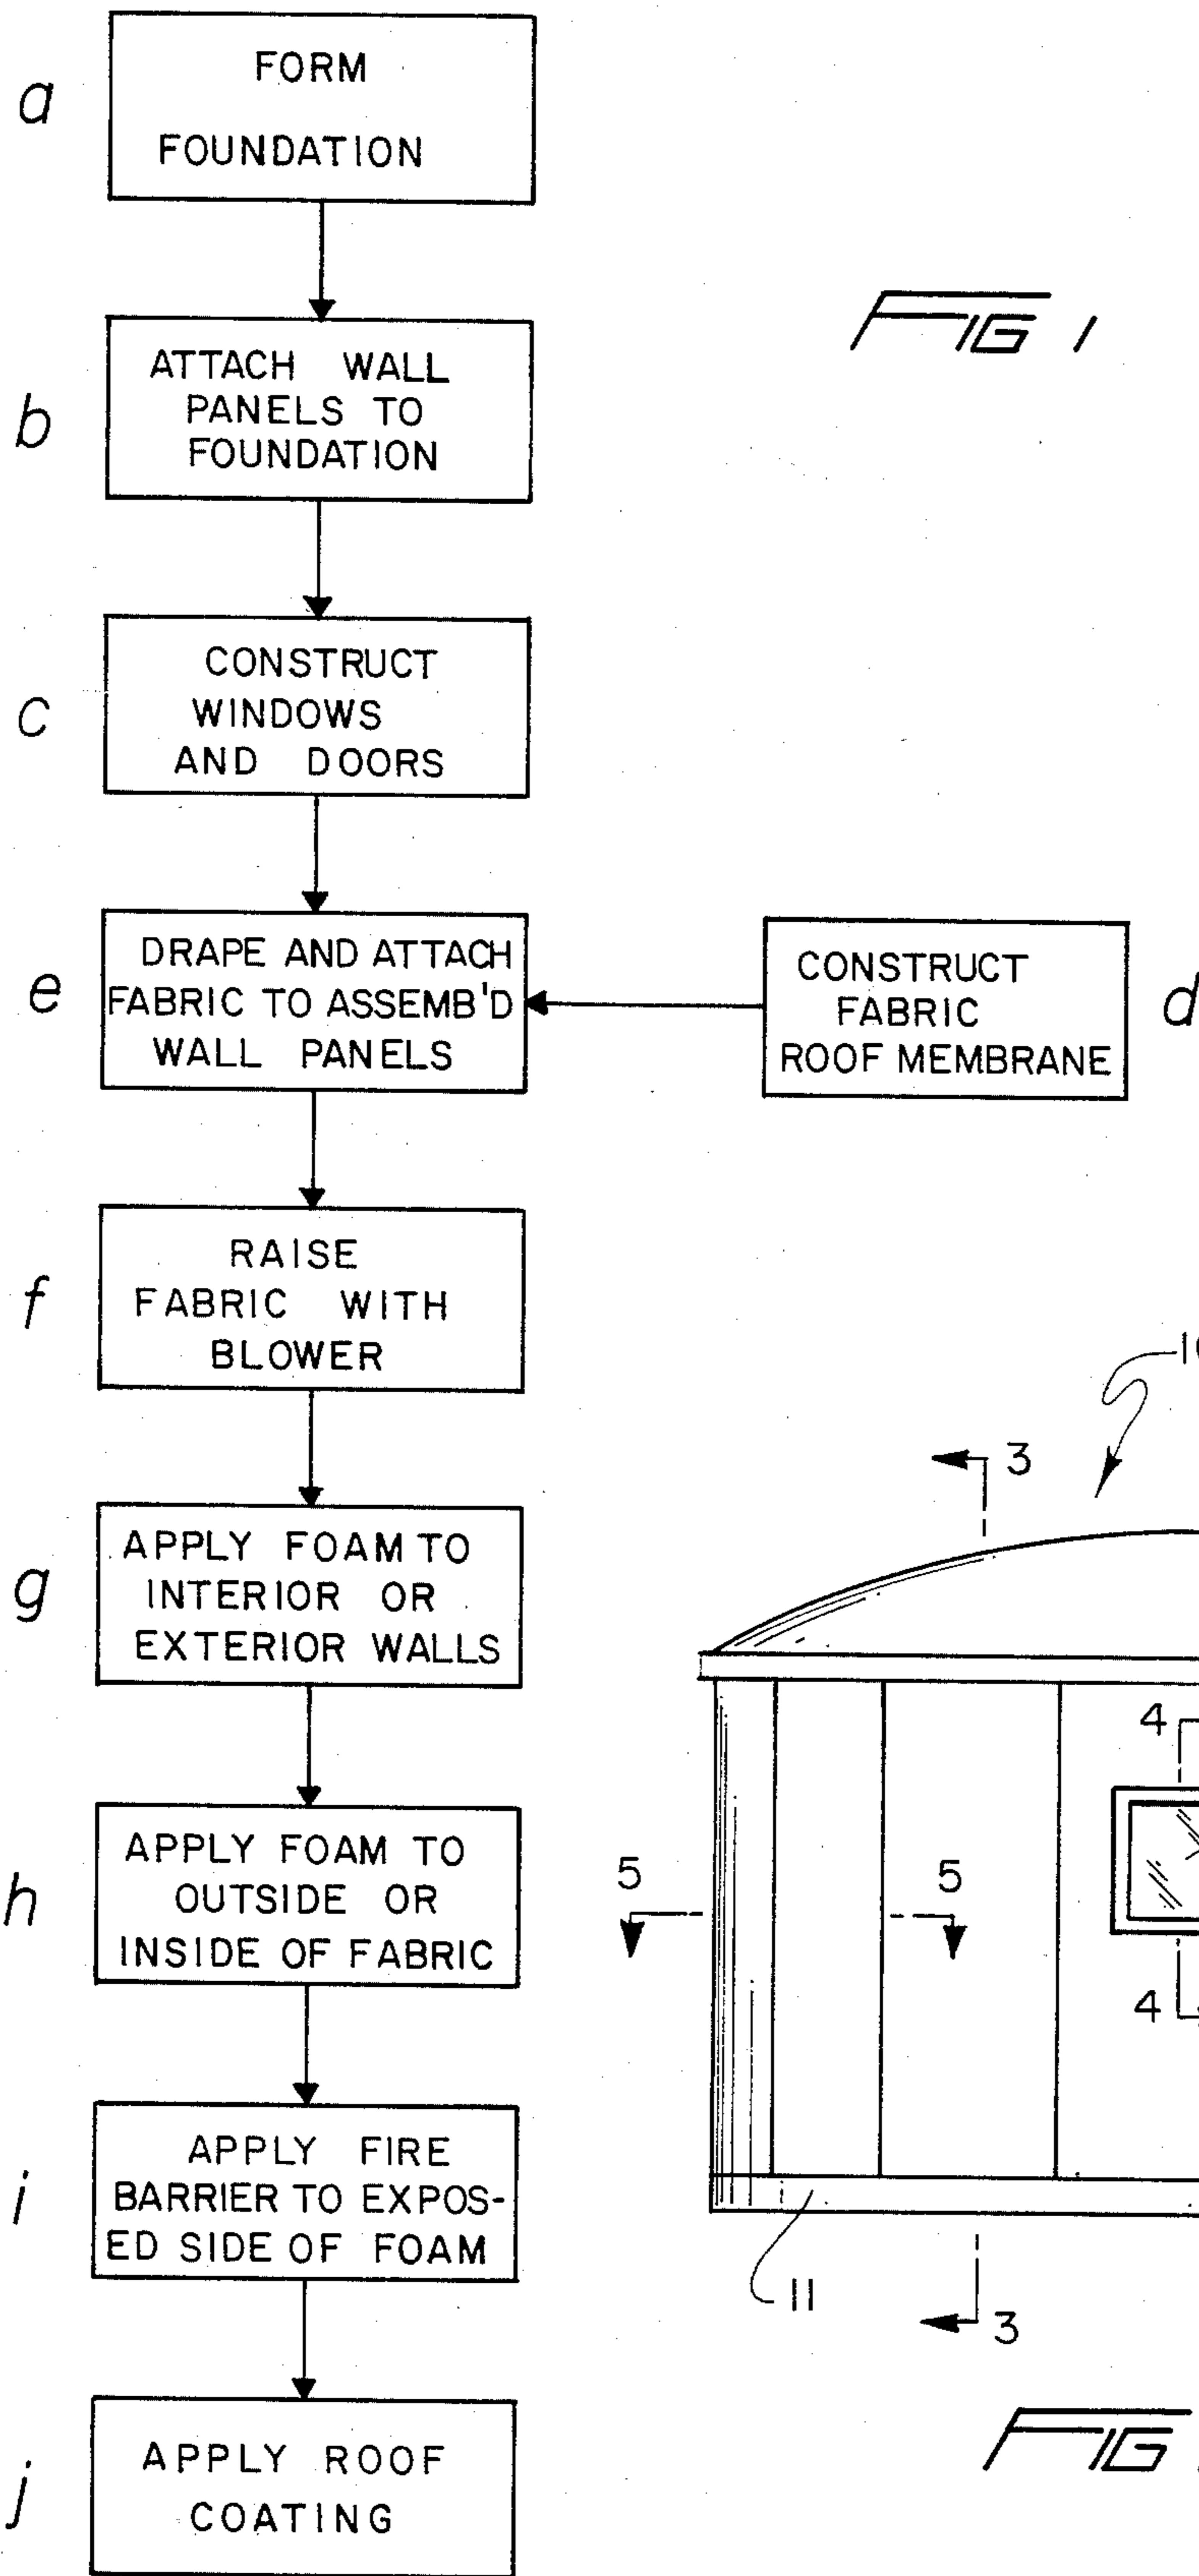 a
FORM
FOUNDATION
FIG 1
b
ATTACH WALL
PANELS TO
FOUNDATION
c
CONSTRUCT
WINDOWS
AND DOORS
e
DRAPE AND ATTACH
FABRIC TO ASSEMB'D
WALL PANELS
CONSTRUCT
FABRIC
ROOF MEMBRANE
d
f
RAISE
FABRIC WITH
BLOWER
g
APPLY FOAM TO
INTERIOR OR
EXTERIOR WALLS
h
APPLY FOAM TO
OUTSIDE OR
INSIDE OF FABRIC
i
APPLY FIRE
BARRIER TO EXPOS-
ED SIDE OF FOAM
j
APPLY ROOF
COATING
3
4
5
5
4
11
3
FIG